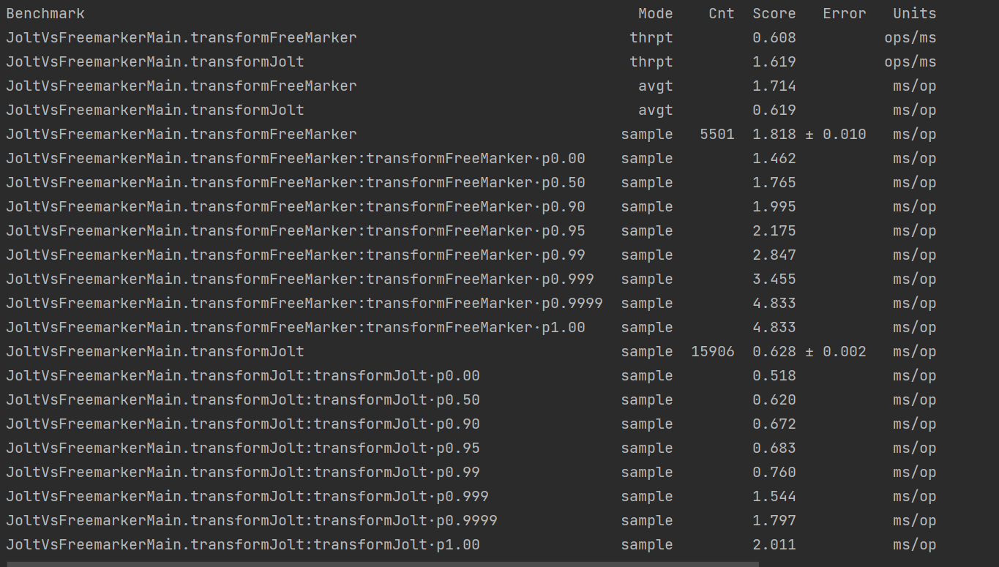 Benchmark Mode Cnt Score Error Units
JoltVsFreemarkerMain.transformFreeMarker thrpt 0.608 ops/ms
JoltVsFreemarkerMain.transformJolt thrpt 1.619 ops/ms
JoltVsFreemarkerMain.transformFreeMarker avgt 1.714 ms/op
JoltVsFreemarkerMain.transformJolt avgt 0.619 ms/op
JoltVsFreemarkerMain.transformFreeMarker sample 5501 1.818 ± 0.010 ms/op
JoltVsFreemarkerMain.transformFreeMarker:transformFreeMarker·p0.00 sample 1.462 ms/op
JoltVsFreemarkerMain.transformFreeMarker:transformFreeMarker·p0.50 sample 1.765 ms/op
JoltVsFreemarkerMain.transformFreeMarker:transformFreeMarker·p0.90 sample 1.995 ms/op
JoltVsFreemarkerMain.transformFreeMarker:transformFreeMarker·p0.95 sample 2.175 ms/op
JoltVsFreemarkerMain.transformFreeMarker:transformFreeMarker·p0.99 sample 2.847 ms/op
JoltVsFreemarkerMain.transformFreeMarker:transformFreeMarker·p0.999 sample 3.455 ms/op
JoltVsFreemarkerMain.transformFreeMarker:transformFreeMarker·p0.9999 sample 4.833 ms/op
JoltVsFreemarkerMain.transformFreeMarker:transformFreeMarker·p1.00 sample 4.833 ms/op
JoltVsFreemarkerMain.transformJolt sample 15906 0.628 ± 0.002 ms/op
JoltVsFreemarkerMain.transformJolt:transformJolt·p0.00 sample 0.518 ms/op
JoltVsFreemarkerMain.transformJolt:transformJolt·p0.50 sample 0.620 ms/op
JoltVsFreemarkerMain.transformJolt:transformJolt·p0.90 sample 0.672 ms/op
JoltVsFreemarkerMain.transformJolt:transformJolt·p0.95 sample 0.683 ms/op
JoltVsFreemarkerMain.transformJolt:transformJolt·p0.99 sample 0.760 ms/op
JoltVsFreemarkerMain.transformJolt:transformJolt·p0.999 sample 1.544 ms/op
JoltVsFreemarkerMain.transformJolt:transformJolt·p0.9999 sample 1.797 ms/op
JoltVsFreemarkerMain.transformJolt:transformJolt·p1.00 sample 2.011 ms/op